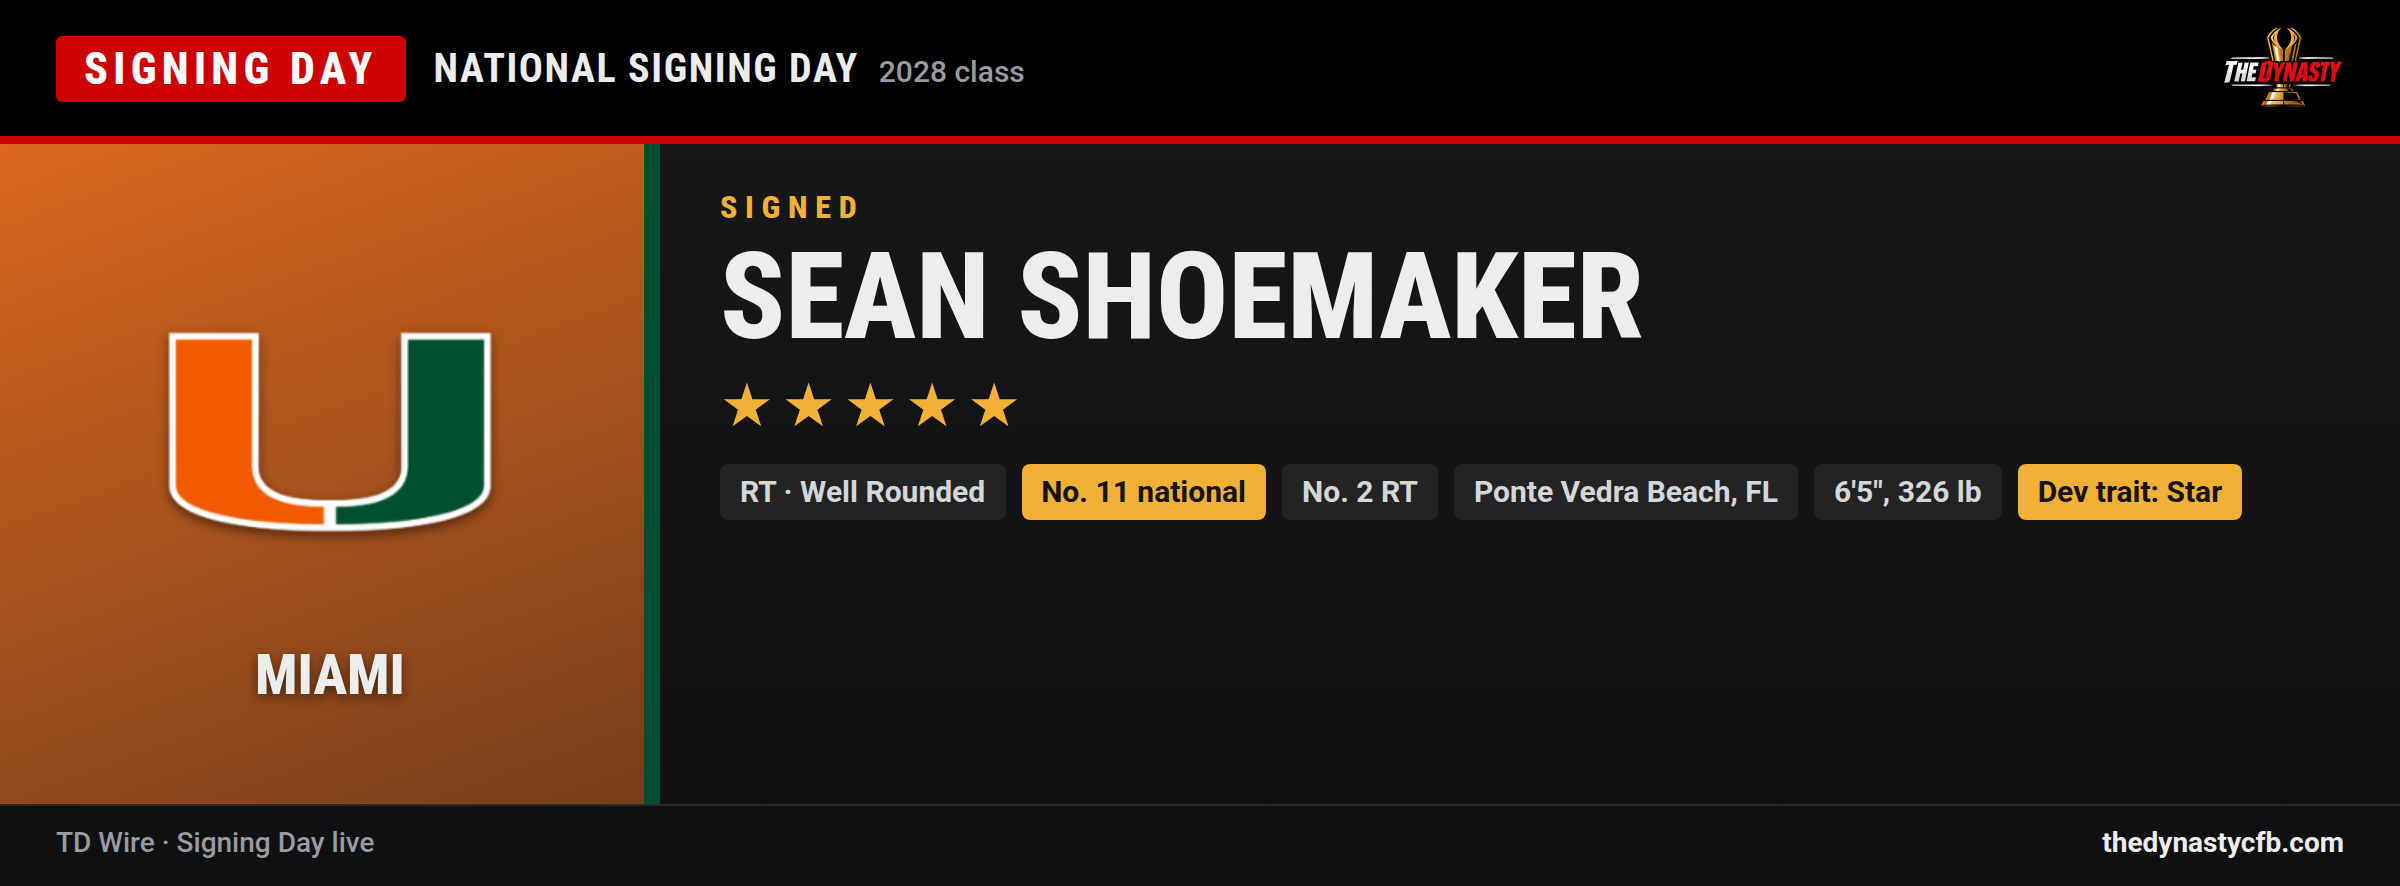 SIGNING DAY NATIONAL SIGNING DAY 2028 class
THE DYNASTY
U
MIAMI
SIGNED
SEAN SHOEMAKER
★★★★★
RT · Well Rounded No. 11 national No. 2 RT Ponte Vedra Beach, FL 6'5", 326 lb Dev trait: Star
TD Wire · Signing Day live thedynastycfb.com